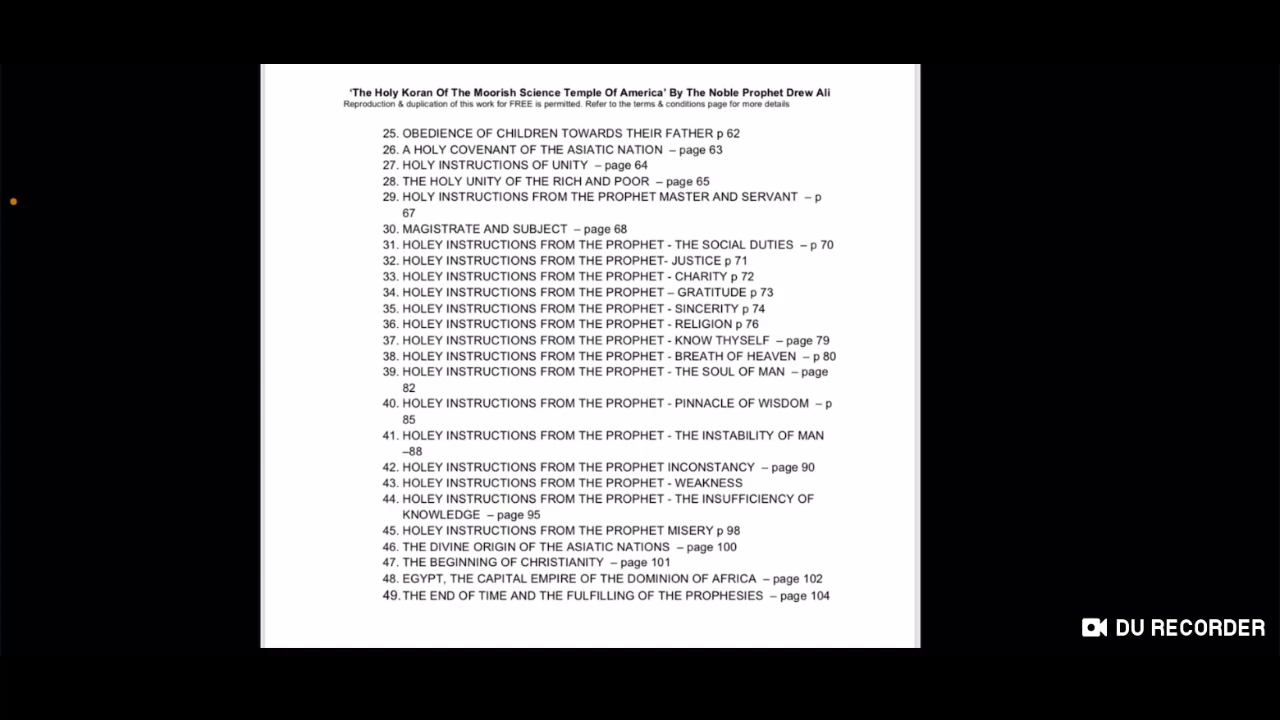 ‘The Holy Koran Of The Moorish Science Temple Of America’ By The Noble Prophet Drew Ali
Reproduction & duplication of this work for FREE is permitted. Refer to the terms & conditions page for more details
25. OBEDIENCE OF CHILDREN TOWARDS THEIR FATHER p 62
26. A HOLY COVENANT OF THE ASIATIC NATION – page 63
27. HOLY INSTRUCTIONS OF UNITY – page 64
28. THE HOLY UNITY OF THE RICH AND POOR – page 65
29. HOLY INSTRUCTIONS FROM THE PROPHET MASTER AND SERVANT – p
67
30. MAGISTRATE AND SUBJECT – page 68
31. HOLEY INSTRUCTIONS FROM THE PROPHET - THE SOCIAL DUTIES – p 70
32. HOLEY INSTRUCTIONS FROM THE PROPHET- JUSTICE p 71
33. HOLEY INSTRUCTIONS FROM THE PROPHET - CHARITY p 72
34. HOLEY INSTRUCTIONS FROM THE PROPHET – GRATITUDE p 73
35. HOLEY INSTRUCTIONS FROM THE PROPHET - SINCERITY p 74
36. HOLEY INSTRUCTIONS FROM THE PROPHET - RELIGION p 76
37. HOLEY INSTRUCTIONS FROM THE PROPHET - KNOW THYSELF – page 79
38. HOLEY INSTRUCTIONS FROM THE PROPHET - BREATH OF HEAVEN – p 80
39. HOLEY INSTRUCTIONS FROM THE PROPHET - THE SOUL OF MAN – page
82
40. HOLEY INSTRUCTIONS FROM THE PROPHET - PINNACLE OF WISDOM – p
85
41. HOLEY INSTRUCTIONS FROM THE PROPHET - THE INSTABILITY OF MAN
–88
42. HOLEY INSTRUCTIONS FROM THE PROPHET INCONSTANCY – page 90
43. HOLEY INSTRUCTIONS FROM THE PROPHET - WEAKNESS
44. HOLEY INSTRUCTIONS FROM THE PROPHET - THE INSUFFICIENCY OF
KNOWLEDGE – page 95
45. HOLEY INSTRUCTIONS FROM THE PROPHET MISERY p 98
46. THE DIVINE ORIGIN OF THE ASIATIC NATIONS – page 100
47. THE BEGINNING OF CHRISTIANITY – page 101
48. EGYPT, THE CAPITAL EMPIRE OF THE DOMINION OF AFRICA – page 102
49. THE END OF TIME AND THE FULFILLING OF THE PROPHESIES – page 104
DU RECORDER